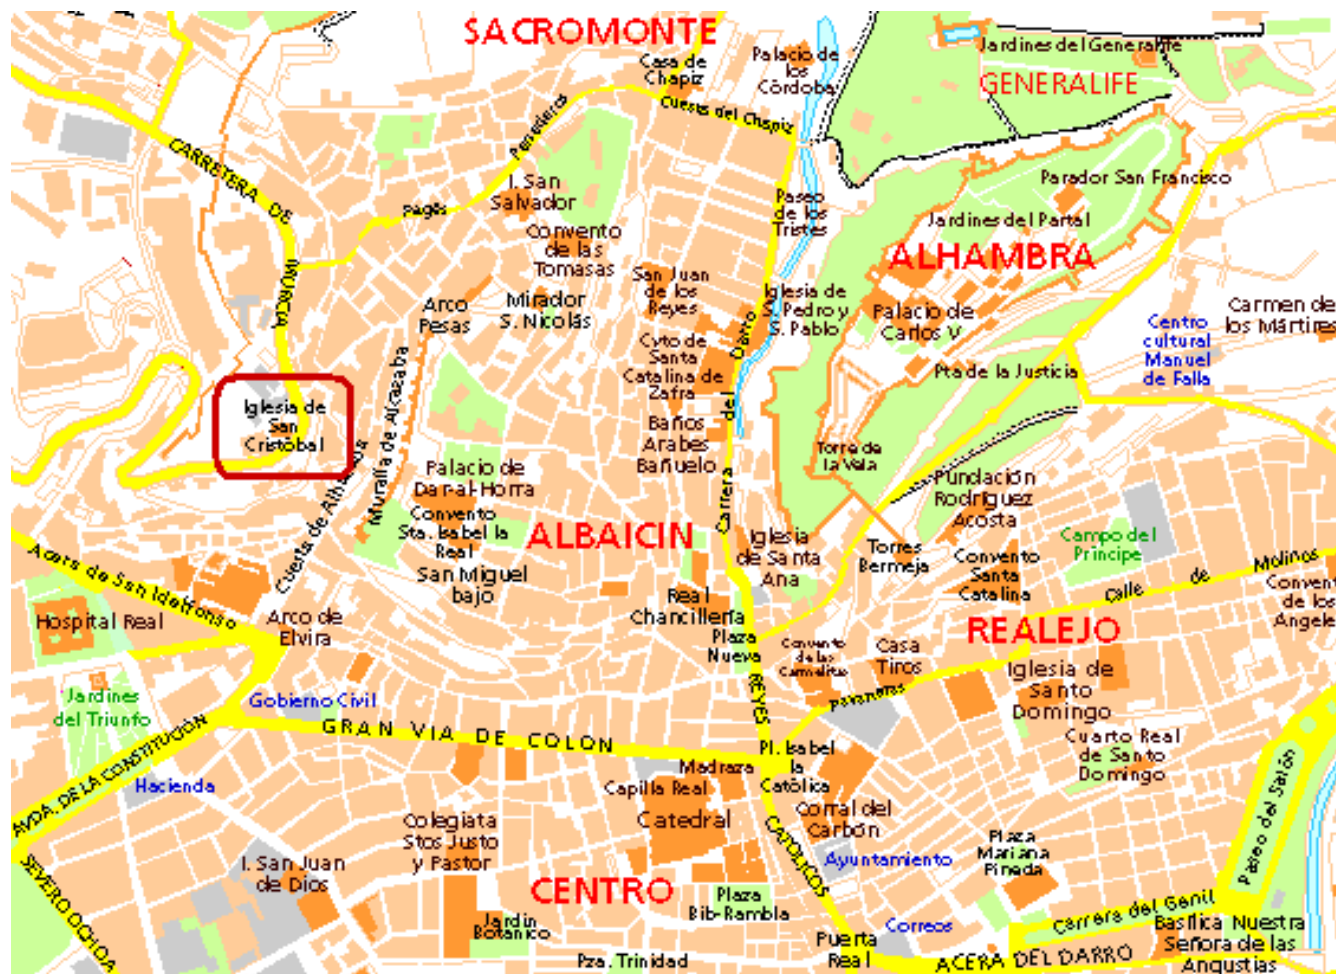 SACROMONTE
Casa de
Chapiz
Palacio de
los
Córdoba
Jardines del Generalife
GENERALIFE
Cuesta del Chapiz
CARRETERA DE
MURCIA
Panaderos
Pagés
I. San
Salvador
Convento
de las
Tomasas
Paseo
de los
Tristes
Parador San Francisco
Jardines del Partal
ALHAMBRA
San Juan
de los
Reyes
Iglesia de
S. Pedro y
S. Pablo
Palacio de
Carlos V
Carmen de
los Mártires
Centro
cultural
Manuel
de Falla
Arco
Pesas
Mirador
S. Nicolás
Cvto de
Santa
Catalina de
Zafra
Pta de la Justicia
Iglesia de
San
Cristóbal
Muralla de Alcazaba
Baños
Arabes
Bañuelo
Carrera del Darro
Torre de
la Vela
Palacio de
Dar-al-Horra
Convento
Sta. Isabel la
Real
San Miguel
bajo
ALBAICIN
Iglesia
de Santa
Ana
Torres
Bermeja
Fundación
Rodríguez
Acosta
Convento
Santa
Catalina
Campo del
Príncipe
Calle de Molinos
Convent
de los
Angele
Acera de San Ildelfonso
Cuesta de
Hospital Real
Arco de
Elvira
Real
Chancillería
Plaza
Nueva
Convento
de las
Carmelitas
Casa
Tiros
REALEJO
Iglesia de
Santo
Domingo
Pavaneras
Cuarto Real
de Santo
Domingo
Jardines
del Triunfo
Gobierno Civil
GRAN VIA DE COLON
REYES
CATOLICOS
Pl. Isabel
la
Católica
Madraza
Capilla Real
Catedral
Corral del
Carbón
AVDA. DE LA CONSTITUCIÓN
Hacienda
SEVERO OCHOA
I. San Juan
de Dios
Colegiata
Stos Justo
y Pastor
Ayuntamiento
Plaza
Mariana
Pineda
Paseo del Salón
CENTRO
Jardín
Botánico
Plaza
Bib-Rambla
Pza. Trinidad
Correos
Puerta
Real
Carrera del Genil
ACERA DEL DARRO
Basílica Nuestra
Señora de las
Angustias